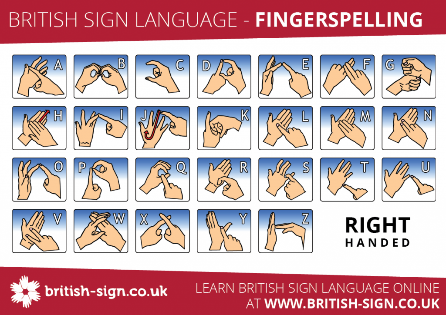 BRITISH SIGN LANGUAGE - FINGERSPELLING
A B C D E F G
H I J K L M N
O P Q R S T U
V W X Y Z
RIGHT
HANDED
british-sign.co.uk
LEARN BRITISH SIGN LANGUAGE ONLINE
AT WWW.BRITISH-SIGN.CO.UK